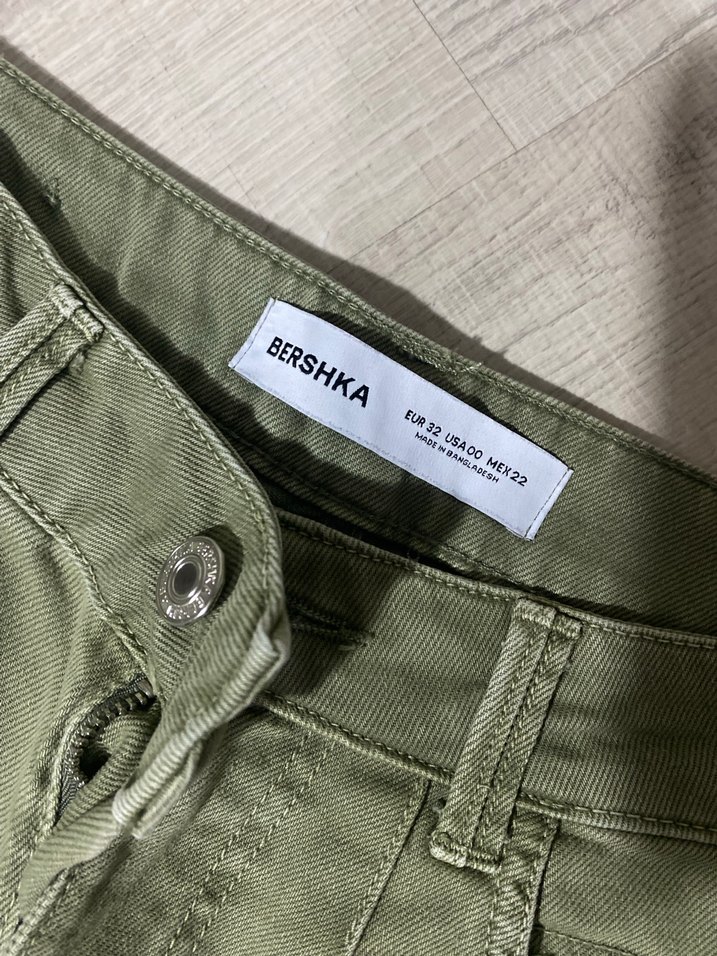 BERSHKA
EUR 32 USA 00 MEX 22
MADE IN BANGLADESH